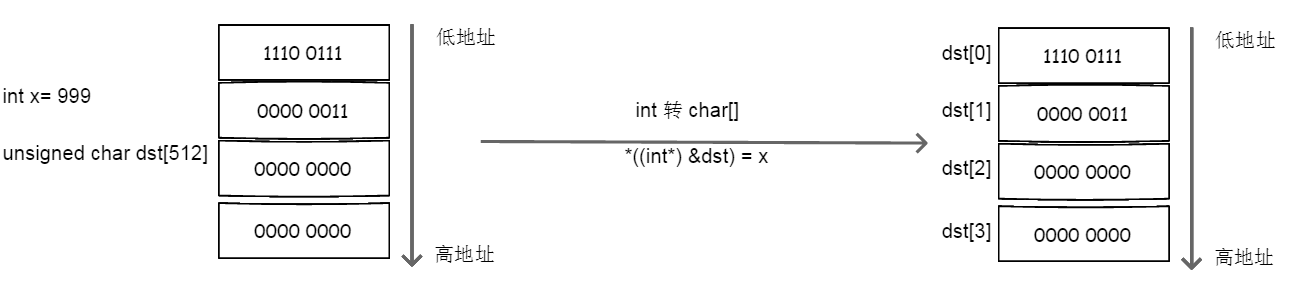 int x= 999
unsigned char dst[512]
1110 0111
0000 0011
0000 0000
0000 0000
低地址
高地址
int 转 char[]
*((int*) &dst) = x
dst[0]
dst[1]
dst[2]
dst[3]
1110 0111
0000 0011
0000 0000
0000 0000
低地址
高地址